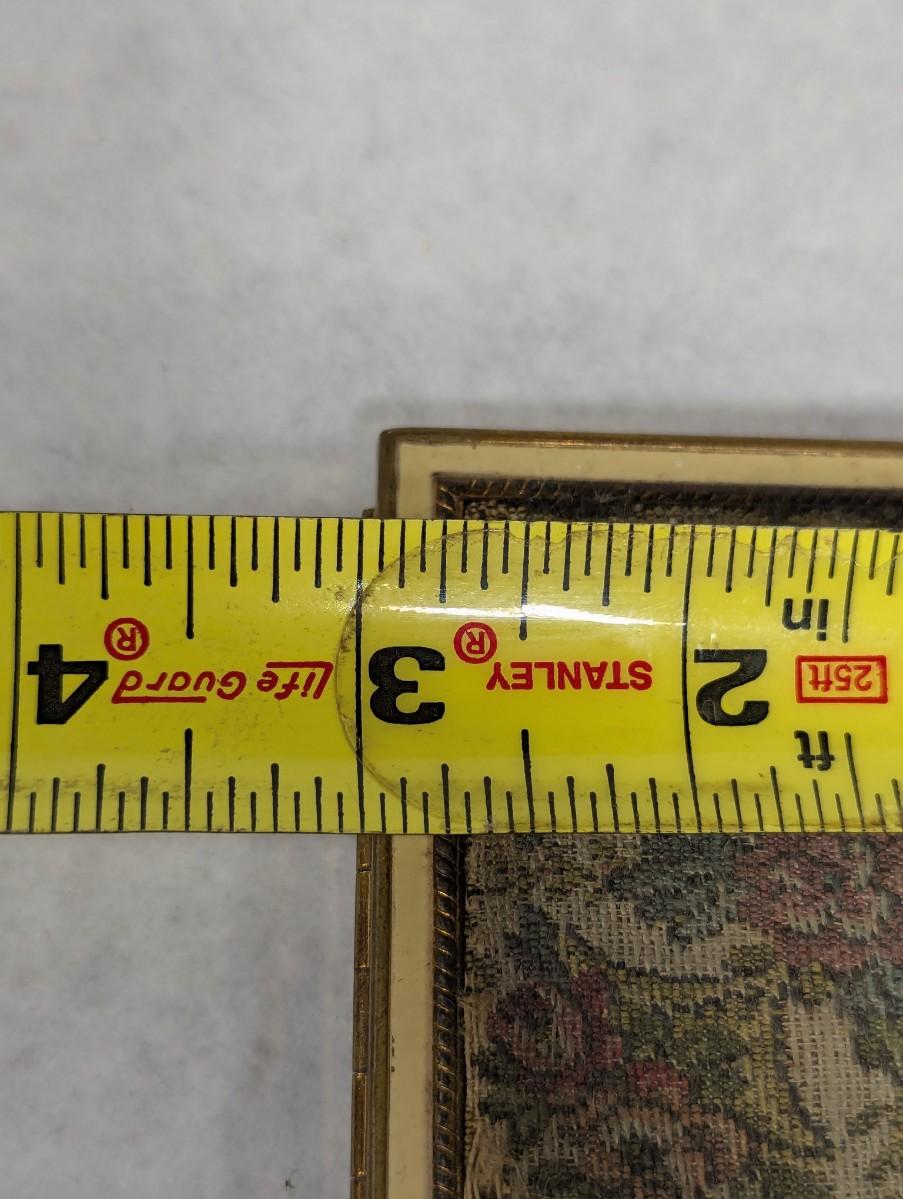 in
25ft
2
ft
STANLEY®
3
Life Guard®
4